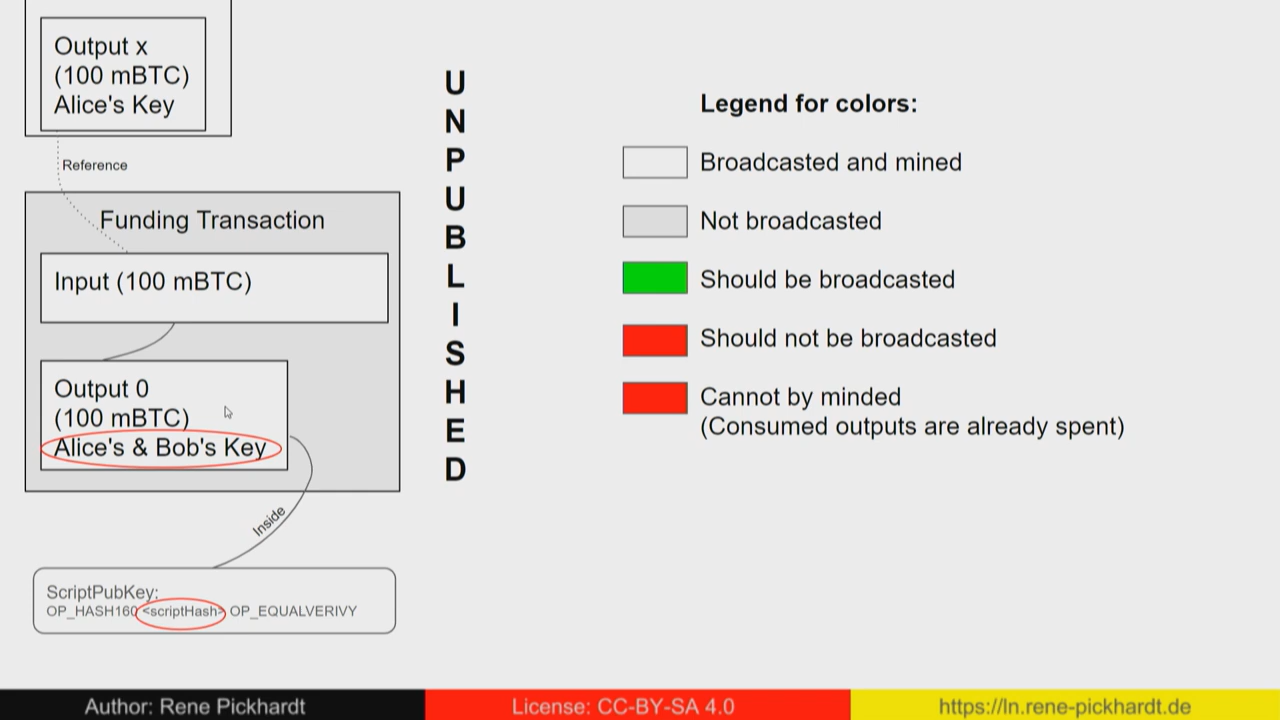 Output x
(100 mBTC)
Alice's Key
Reference
Funding Transaction
Input (100 mBTC)
Output 0
(100 mBTC)
Alice's & Bob's Key
Inside
ScriptPubKey:
OP_HASH160 <scriptHash> OP_EQUALVERIVY
U
N
P
U
B
L
I
S
H
E
D
Legend for colors:
Broadcasted and mined
Not broadcasted
Should be broadcasted
Should not be broadcasted
Cannot by minded
(Consumed outputs are already spent)
Author: Rene Pickhardt
License: CC-BY-SA 4.0
https://ln.rene-pickhardt.de